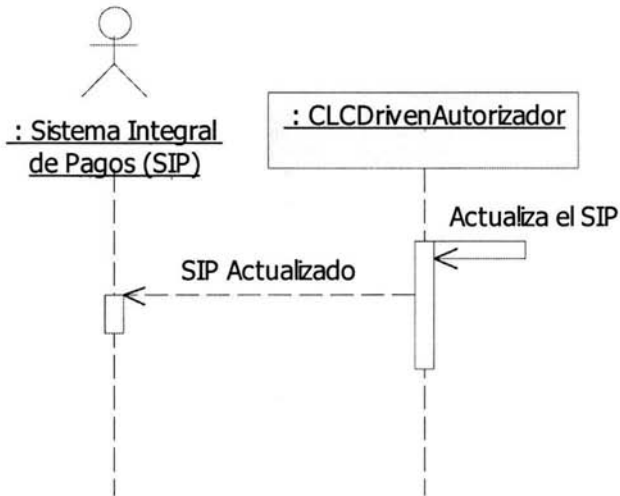 : Sistema Integral
de Pagos (SIP)
: CLCDrivenAutorizador
Actualiza el SIP
SIP Actualizado